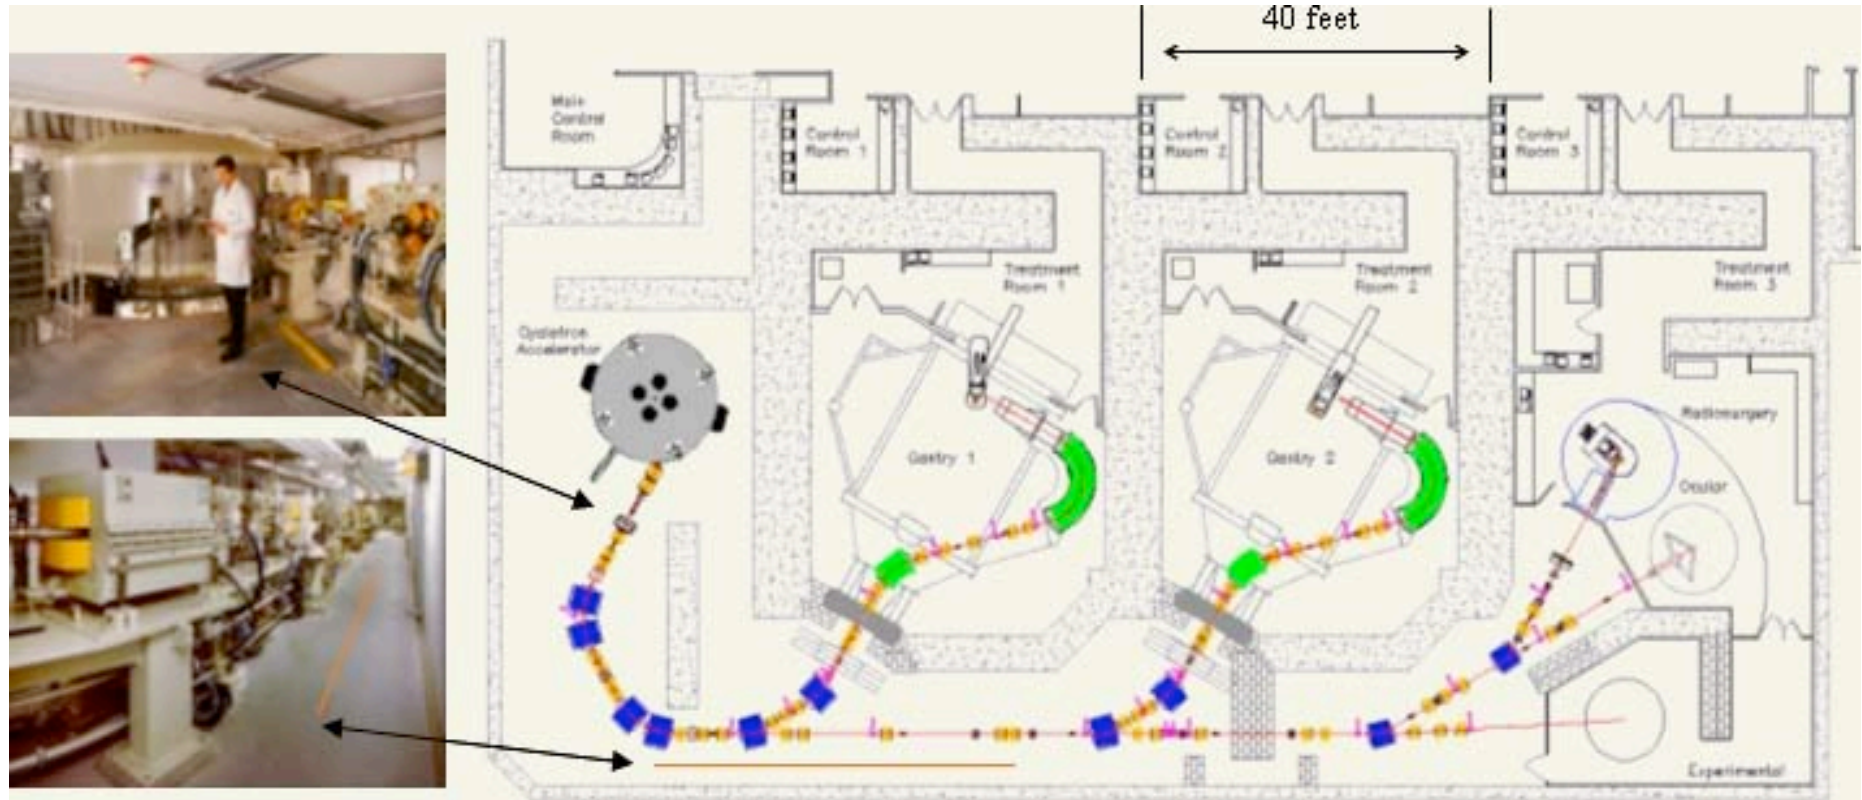 40 feet
Main
Control
Room
Control
Room 1
Control
Room 2
Control
Room 3
Treatment
Room 1
Treatment
Room 2
Treatment
Room 3
Cyclotron
Accelerator
Gantry 1
Gantry 2
Radiosurgery
Ocular
Experimental